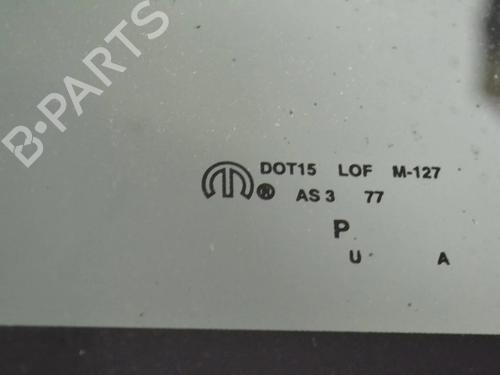 B-PARTS
DOT15 LOF M-127
® AS 3 77
P
U A